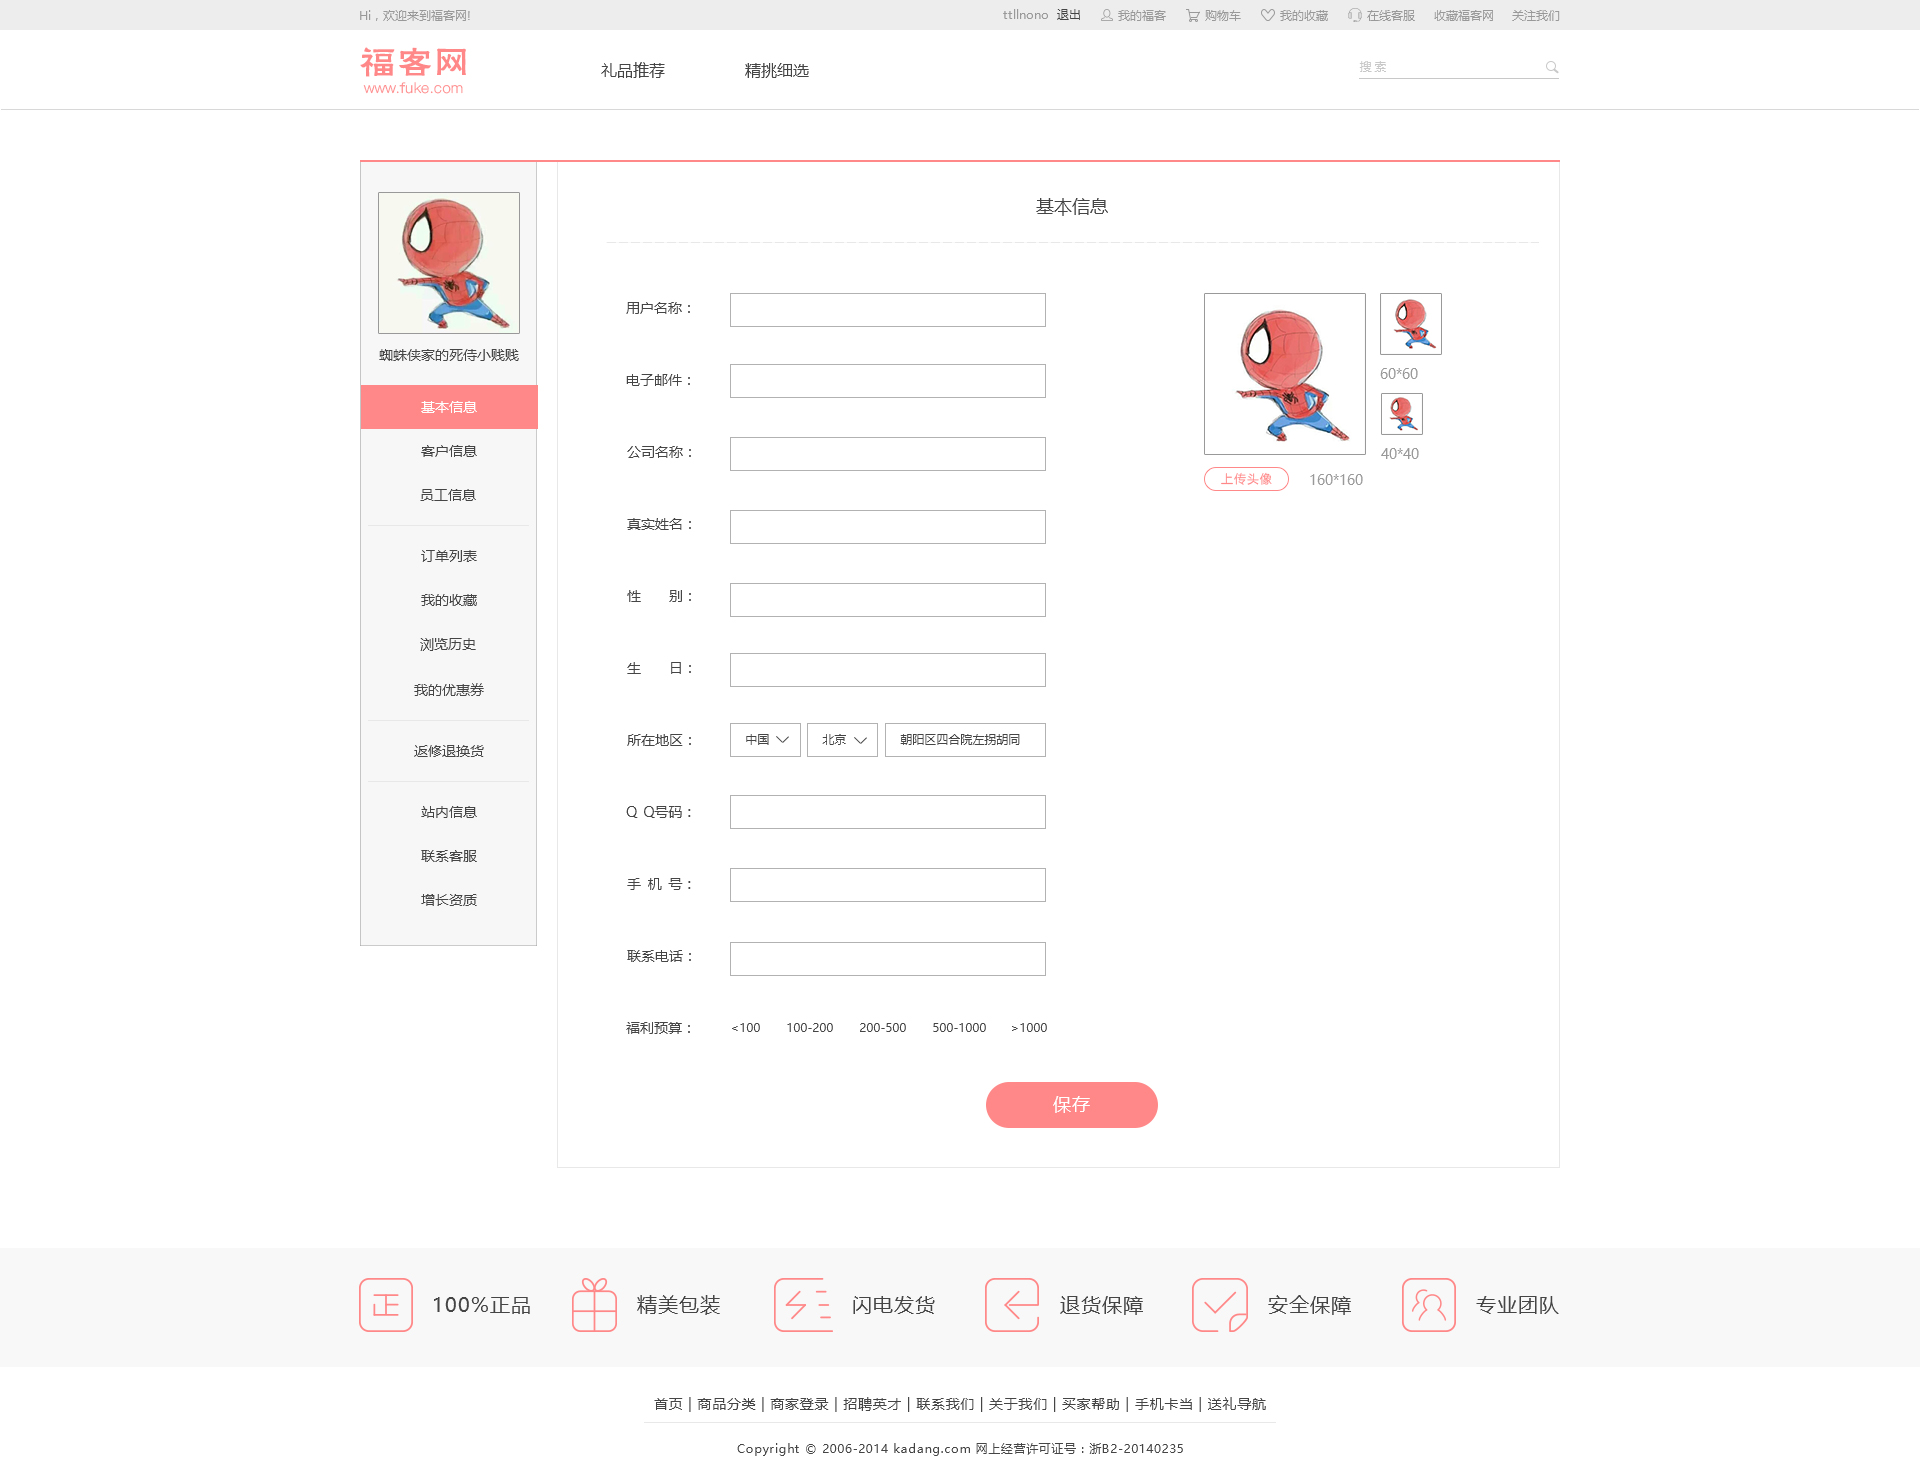 Hi，欢迎来到福客网!
ttllnono 退出 我的福客 购物车 我的收藏 在线客服 收藏福客网 关注我们
福客网
www.fuke.com
礼品推荐 精挑细选
搜索
蜘蛛侠家的死侍小贱贱
基本信息
客户信息
员工信息
订单列表
我的收藏
浏览历史
我的优惠券
返修退换货
站内信息
联系客服
增长资质
基本信息
用户名称：
电子邮件：
公司名称：
真实姓名：
性 别：
生 日：
所在地区： 中国 北京 朝阳区四合院左拐胡同
Q Q号码：
手 机 号：
联系电话：
福利预算： <100 100-200 200-500 500-1000 >1000
60*60
40*40
上传头像 160*160
保存
100%正品 精美包装 闪电发货 退货保障 安全保障 专业团队
首页 | 商品分类 | 商家登录 | 招聘英才 | 联系我们 | 关于我们 | 买家帮助 | 手机卡当 | 送礼导航
Copyright © 2006-2014 kadang.com 网上经营许可证号：浙B2-20140235